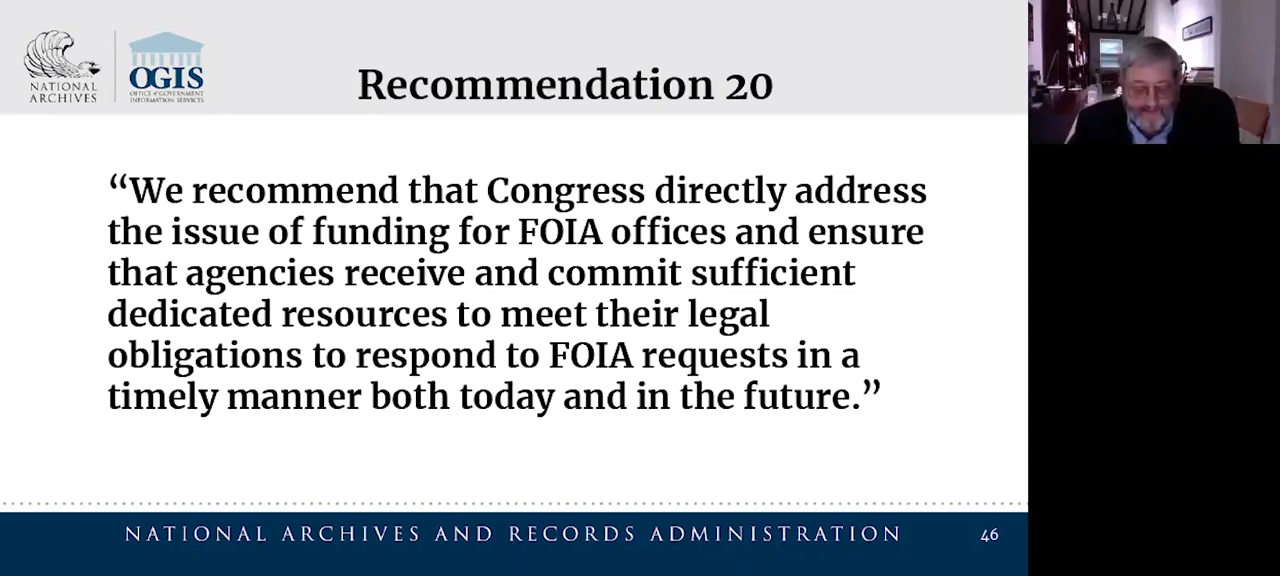 NATIONAL
ARCHIVES
OGIS
OFFICE of GOVERNMENT
INFORMATION SERVICES
Recommendation 20
“We recommend that Congress directly address
the issue of funding for FOIA offices and ensure
that agencies receive and commit sufficient
dedicated resources to meet their legal
obligations to respond to FOIA requests in a
timely manner both today and in the future.”
NATIONAL ARCHIVES AND RECORDS ADMINISTRATION
46